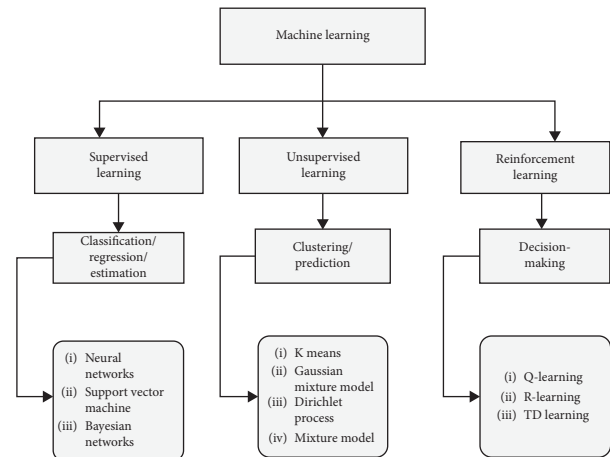 Machine learning
Supervised
learning
Unsupervised
learning
Reinforcement
learning
Classification/
regression/
estimation
Clustering/
prediction
Decision-
making
(i) Neural
networks
(ii) Support vector
machine
(iii) Bayesian
networks
(i) K means
(ii) Gaussian
mixture model
(iii) Dirichlet
process
(iv) Mixture model
(i) Q-learning
(ii) R-learning
(iii) TD learning